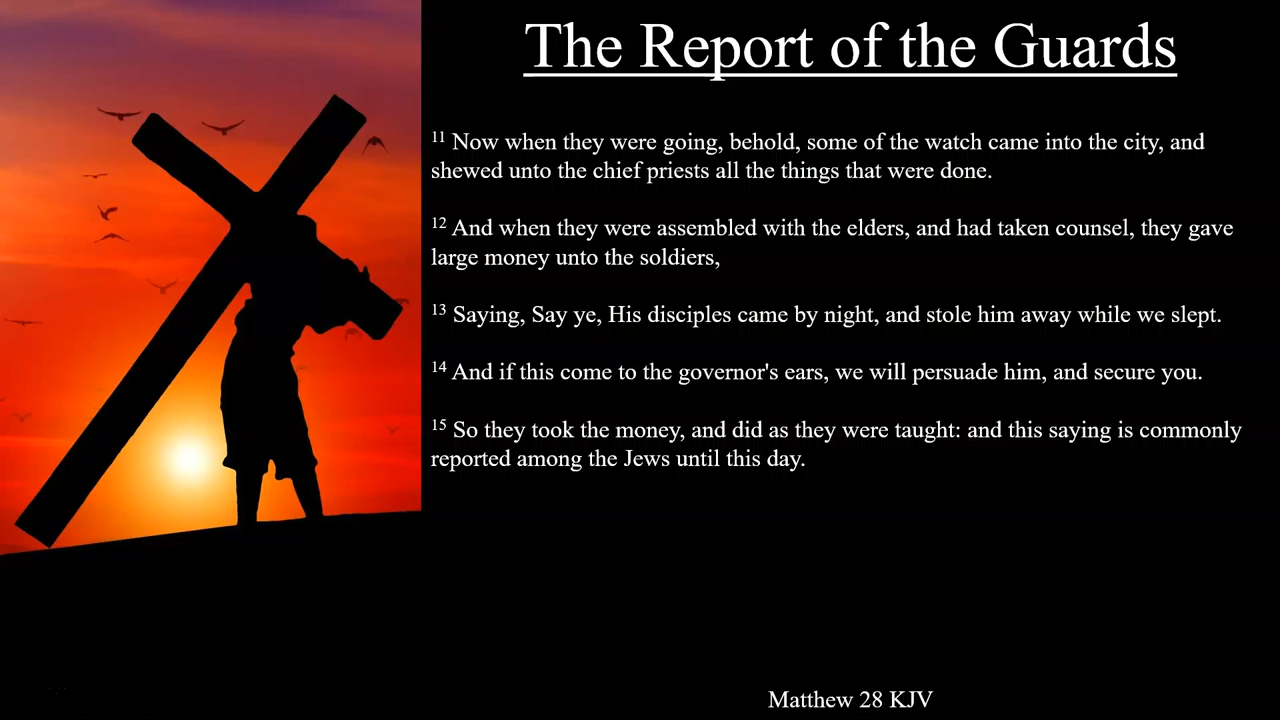 The Report of the Guards
11 Now when they were going, behold, some of the watch came into the city, and
shewed unto the chief priests all the things that were done.
12 And when they were assembled with the elders, and had taken counsel, they gave
large money unto the soldiers,
13 Saying, Say ye, His disciples came by night, and stole him away while we slept.
14 And if this come to the governor's ears, we will persuade him, and secure you.
15 So they took the money, and did as they were taught: and this saying is commonly
reported among the Jews until this day.
Matthew 28 KJV